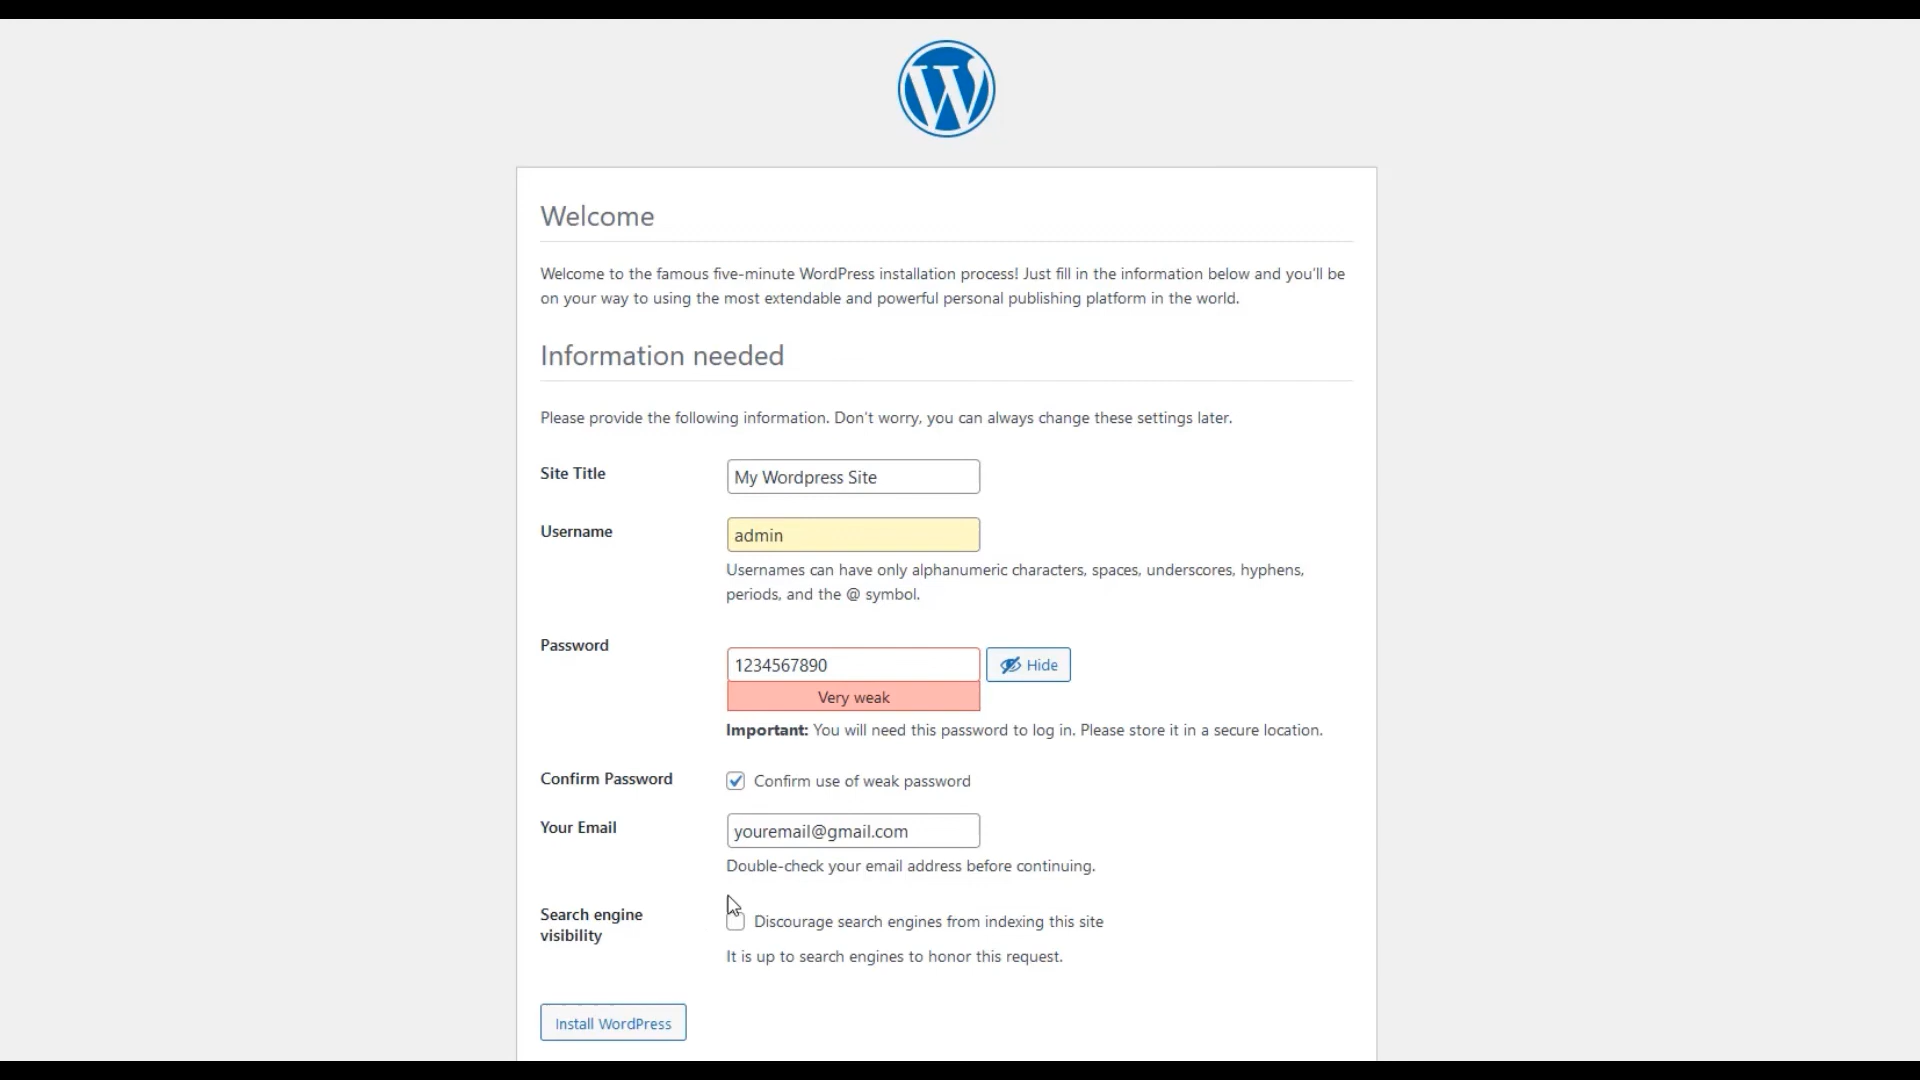 Welcome
Welcome to the famous five-minute WordPress installation process! Just fill in the information below and you'll be
on your way to using the most extendable and powerful personal publishing platform in the world.
Information needed
Please provide the following information. Don't worry, you can always change these settings later.
Site Title
My Wordpress Site
Username
admin
Usernames can have only alphanumeric characters, spaces, underscores, hyphens,
periods, and the @ symbol.
Password
1234567890
Hide
Very weak
Important: You will need this password to log in. Please store it in a secure location.
Confirm Password
Confirm use of weak password
Your Email
youremail@gmail.com
Double-check your email address before continuing.
Search engine
visibility
Discourage search engines from indexing this site
It is up to search engines to honor this request.
Install WordPress